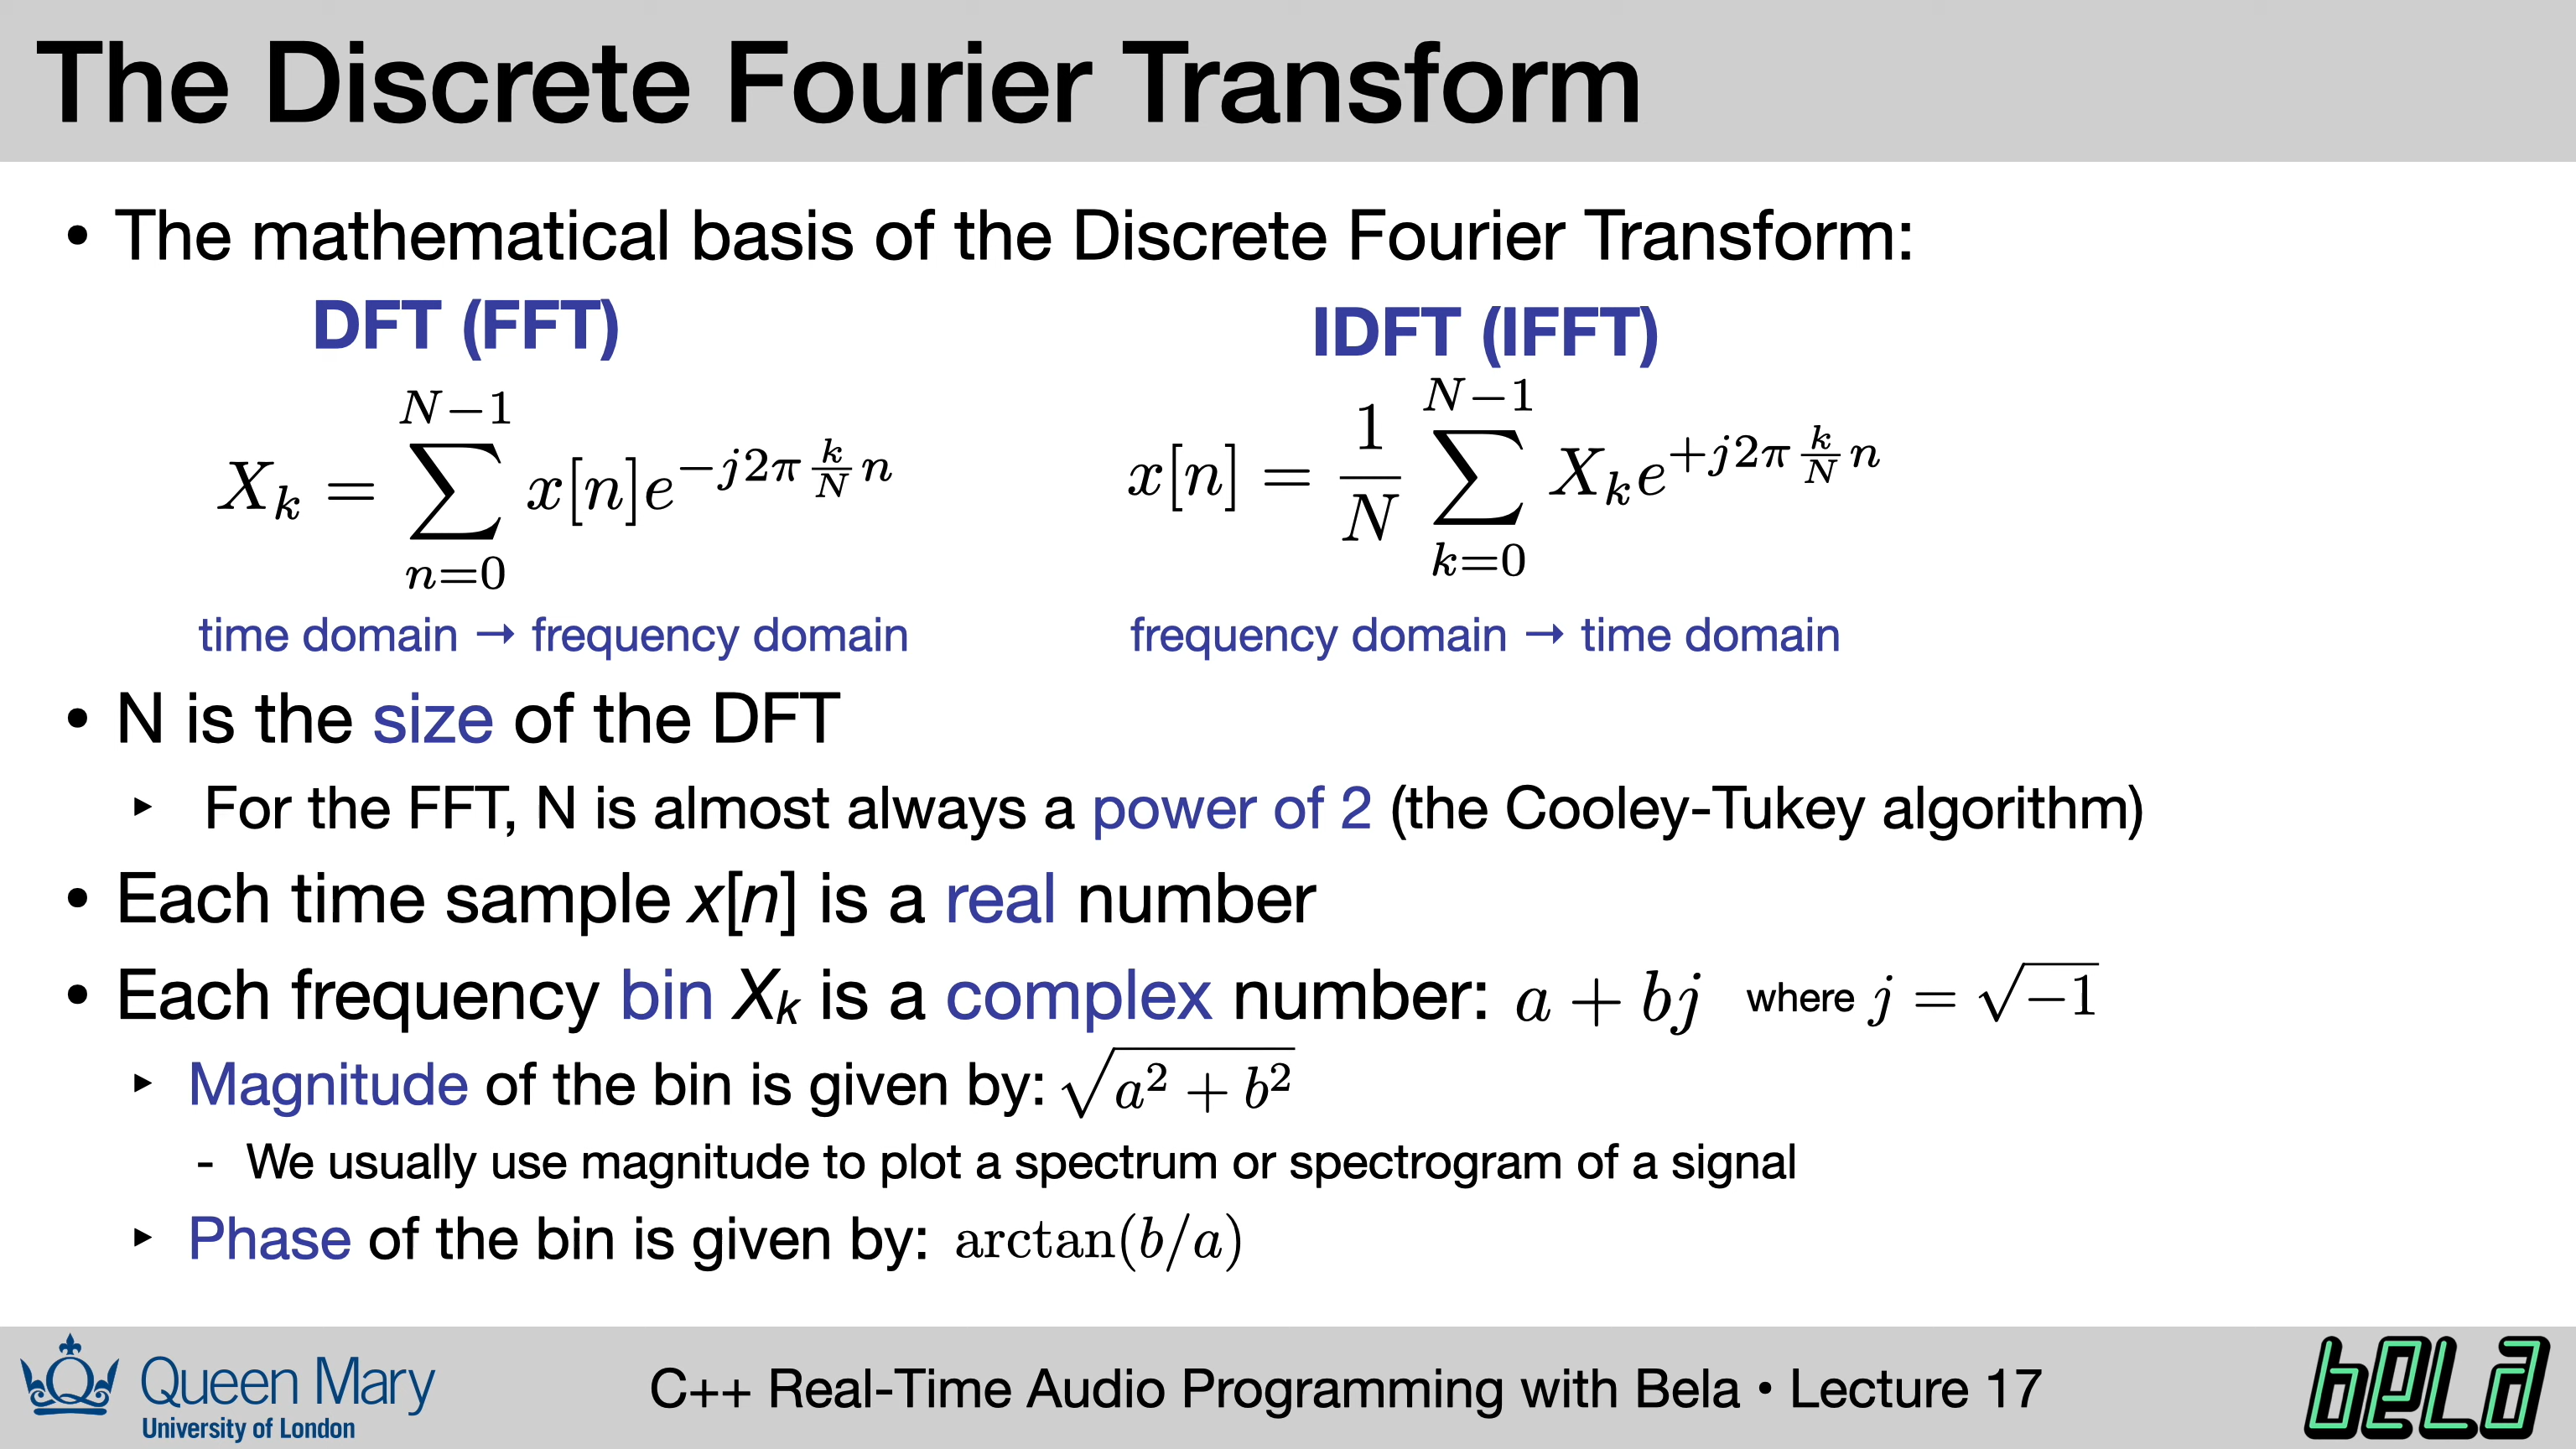 The Discrete Fourier Transform
• The mathematical basis of the Discrete Fourier Transform:
DFT (FFT)
IDFT (IFFT)
$X_k = \sum_{n=0}^{N-1} x[n]e^{-j2\pi\frac{k}{N}n}$
$x[n] = \frac{1}{N}\sum_{k=0}^{N-1} X_k e^{+j2\pi\frac{k}{N}n}$
time domain → frequency domain
frequency domain → time domain
• N is the size of the DFT
‣ For the FFT, N is almost always a power of 2 (the Cooley-Tukey algorithm)
• Each time sample x[n] is a real number
• Each frequency bin $X_k$ is a complex number: $a + bj$ where $j = \sqrt{-1}$
‣ Magnitude of the bin is given by: $\sqrt{a^2 + b^2}$
- We usually use magnitude to plot a spectrum or spectrogram of a signal
‣ Phase of the bin is given by: $\arctan(b/a)$
Queen Mary
University of London
C++ Real-Time Audio Programming with Bela • Lecture 17
bela